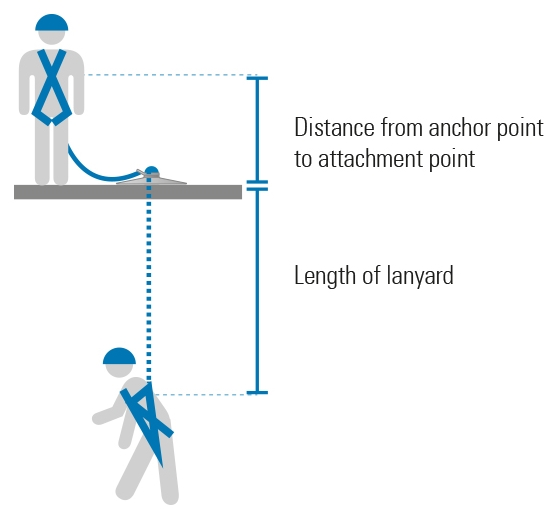 Distance from anchor point
to attachment point
Length of lanyard